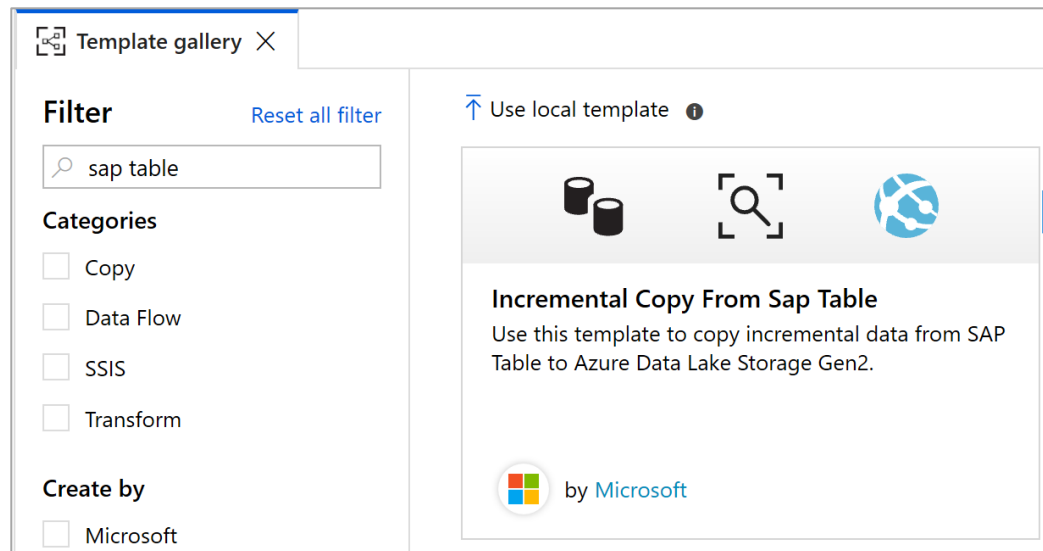 Template gallery
Filter
Reset all filter
sap table
Categories
Copy
Data Flow
SSIS
Transform
Create by
Microsoft
Use local template
Incremental Copy From Sap Table
Use this template to copy incremental data from SAP
Table to Azure Data Lake Storage Gen2.
by Microsoft